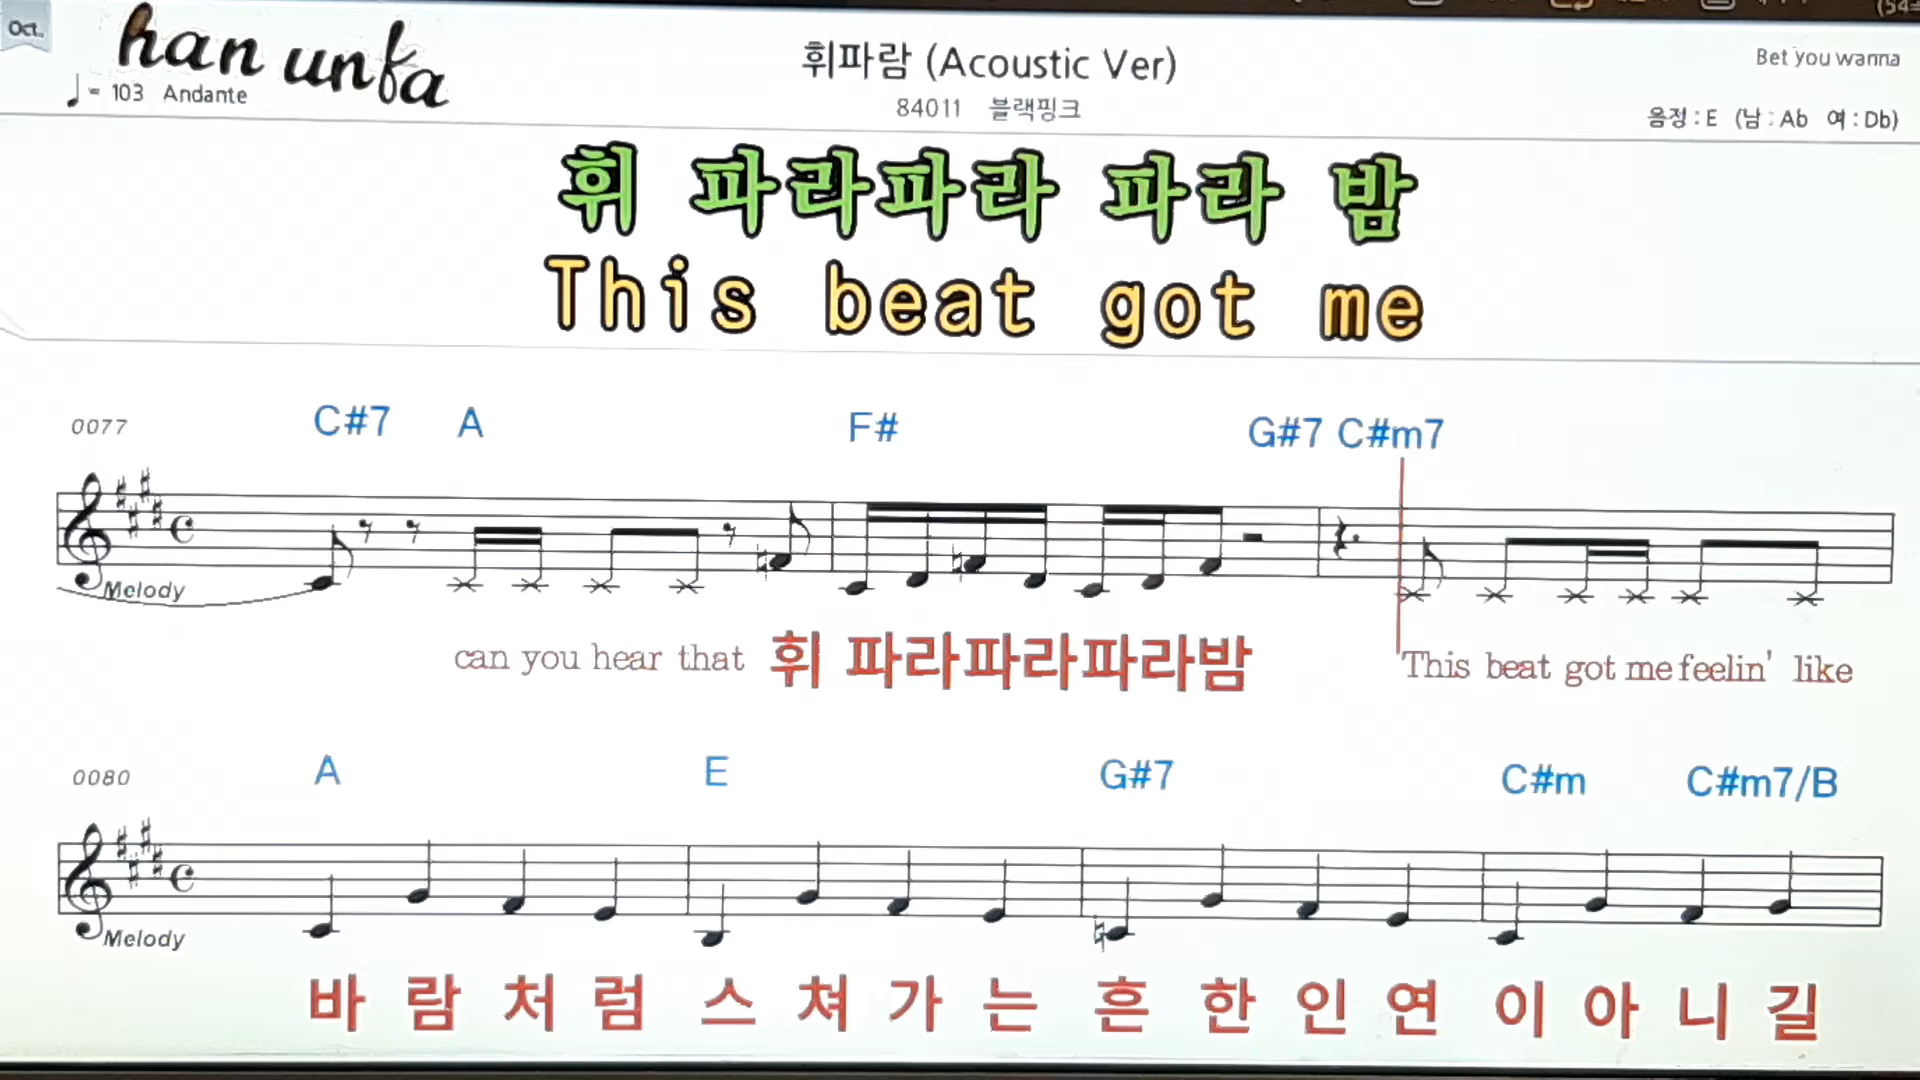 Oct.
han unfa
휘파람 (Acoustic Ver)
Bet you wanna
♩= 103 Andante
84011 블랙핑크
음정 : E (남 : Ab 여 : Db)
휘 파라파라 파라 밤
This beat got me
0077 C#7 A F# G#7 C#m7
Melody
can you hear that 휘 파라파라파라밤 This beat got me feelin' like
0080 A E G#7 C#m C#m7/B
Melody
바 람 처 럼 스 쳐 가 는 흔 한 인 연 이 아 니 길